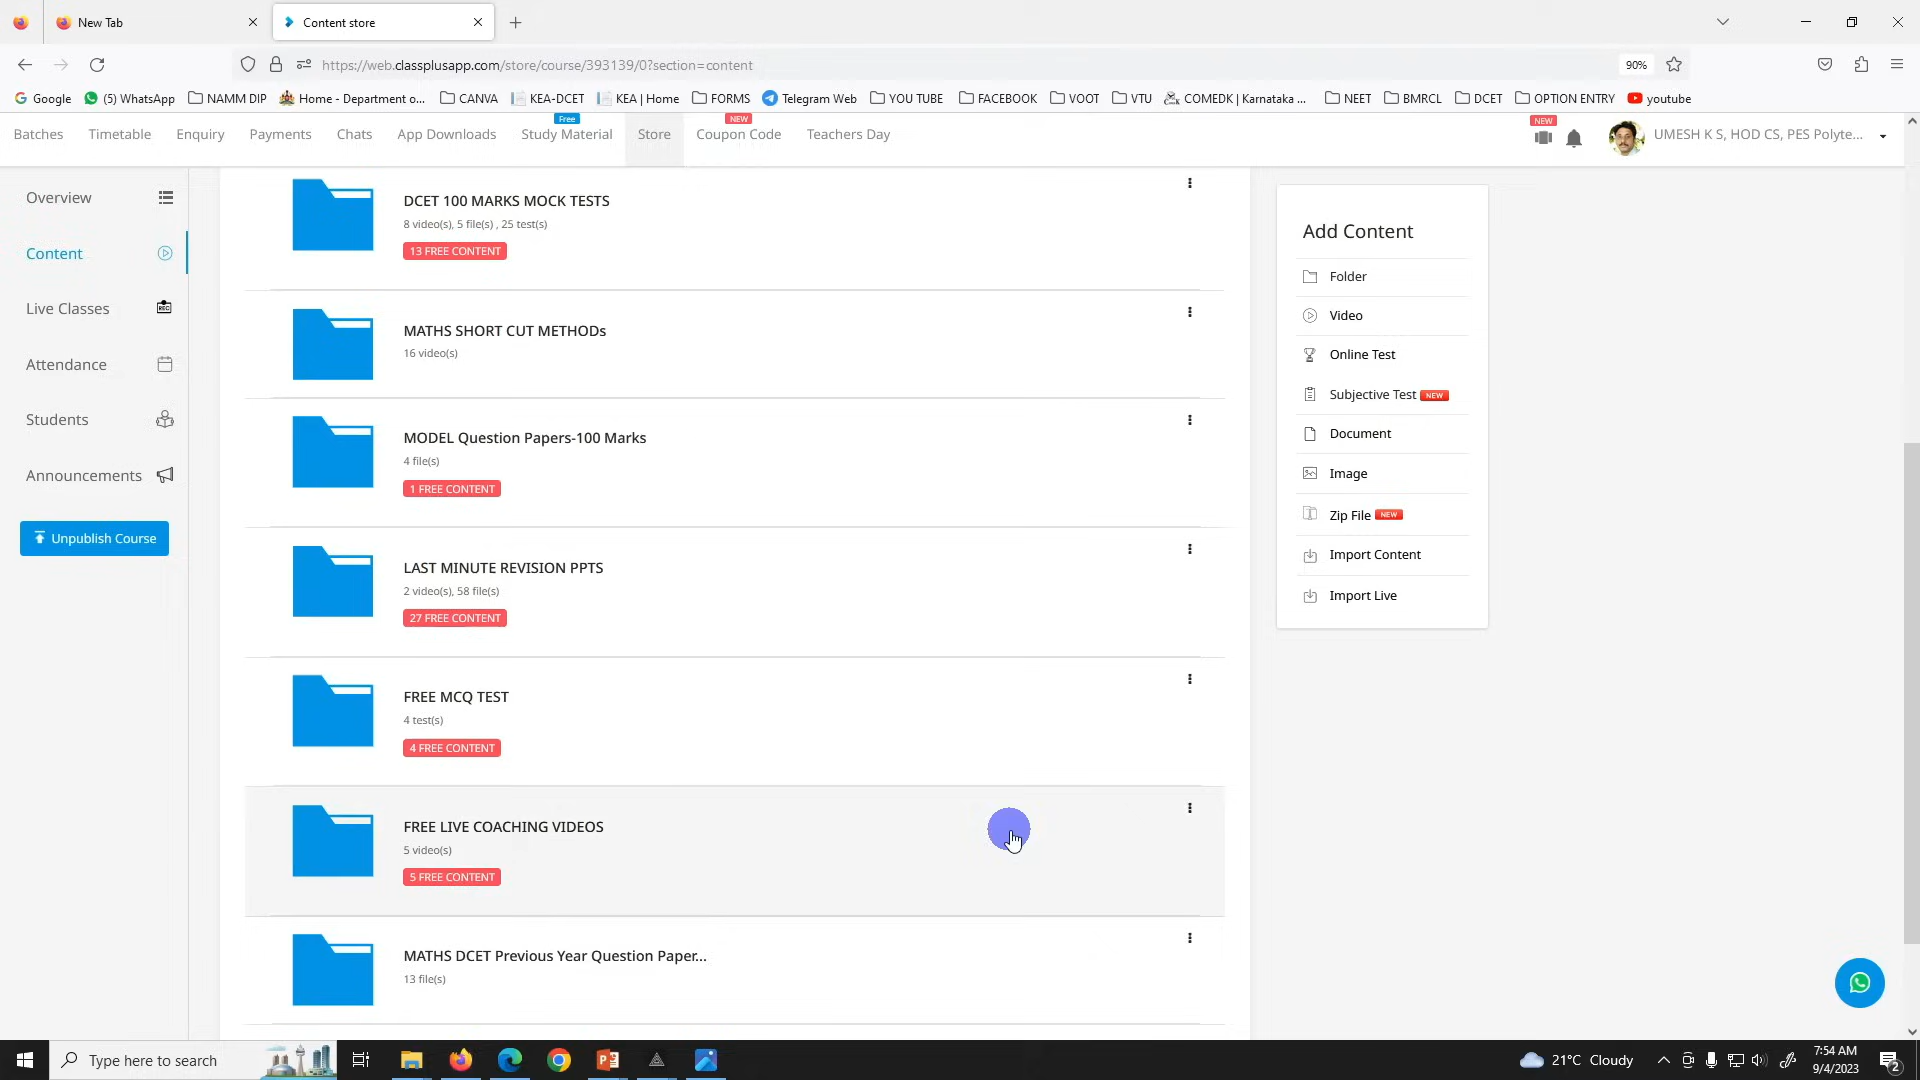 New Tab
Content store
https://web.classplusapp.com/store/course/393139/0?section=content
90%
Google
(5) WhatsApp
NAMM DIP
Home - Department o...
CANVA
KEA-DCET
KEA | Home
FORMS
Telegram Web
YOU TUBE
FACEBOOK
VOOT
VTU
COMEDK | Karnataka ...
NEET
BMRCL
DCET
OPTION ENTRY
youtube
Batches
Timetable
Enquiry
Payments
Chats
App Downloads
Free
Study Material
Store
NEW
Coupon Code
Teachers Day
NEW
UMESH K S, HOD CS, PES Polyte...
Overview
Content
Live Classes
REC
Attendance
Students
Announcements
Unpublish Course
DCET 100 MARKS MOCK TESTS
8 video(s), 5 file(s) , 25 test(s)
13 FREE CONTENT
MATHS SHORT CUT METHODs
16 video(s)
MODEL Question Papers-100 Marks
4 file(s)
1 FREE CONTENT
LAST MINUTE REVISION PPTS
2 video(s), 58 file(s)
27 FREE CONTENT
FREE MCQ TEST
4 test(s)
4 FREE CONTENT
FREE LIVE COACHING VIDEOS
5 video(s)
5 FREE CONTENT
MATHS DCET Previous Year Question Paper...
13 file(s)
Add Content
Folder
Video
Online Test
Subjective Test NEW
Document
Image
Zip File NEW
Import Content
Import Live
Type here to search
21°C Cloudy
7:54 AM
9/4/2023
2